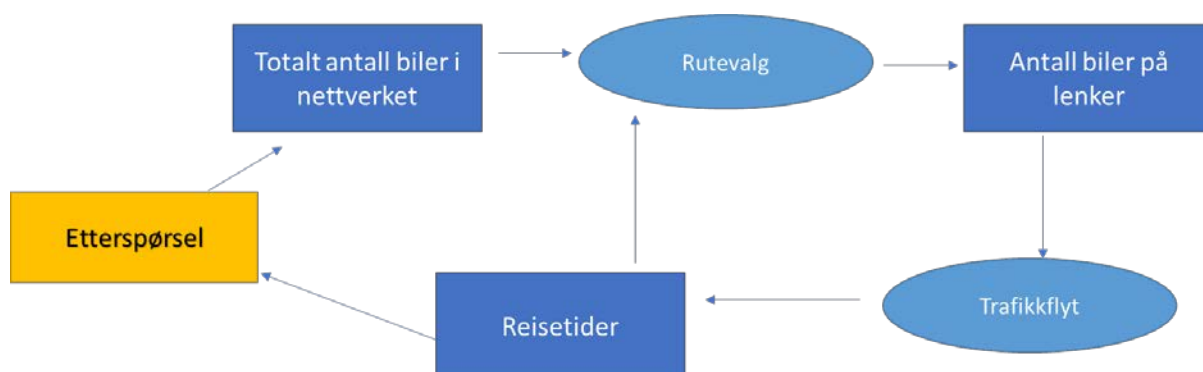 Totalt antall biler i
nettverket
Rutevalg
Antall biler på
lenker
Etterspørsel
Reisetider
Trafikkflyt